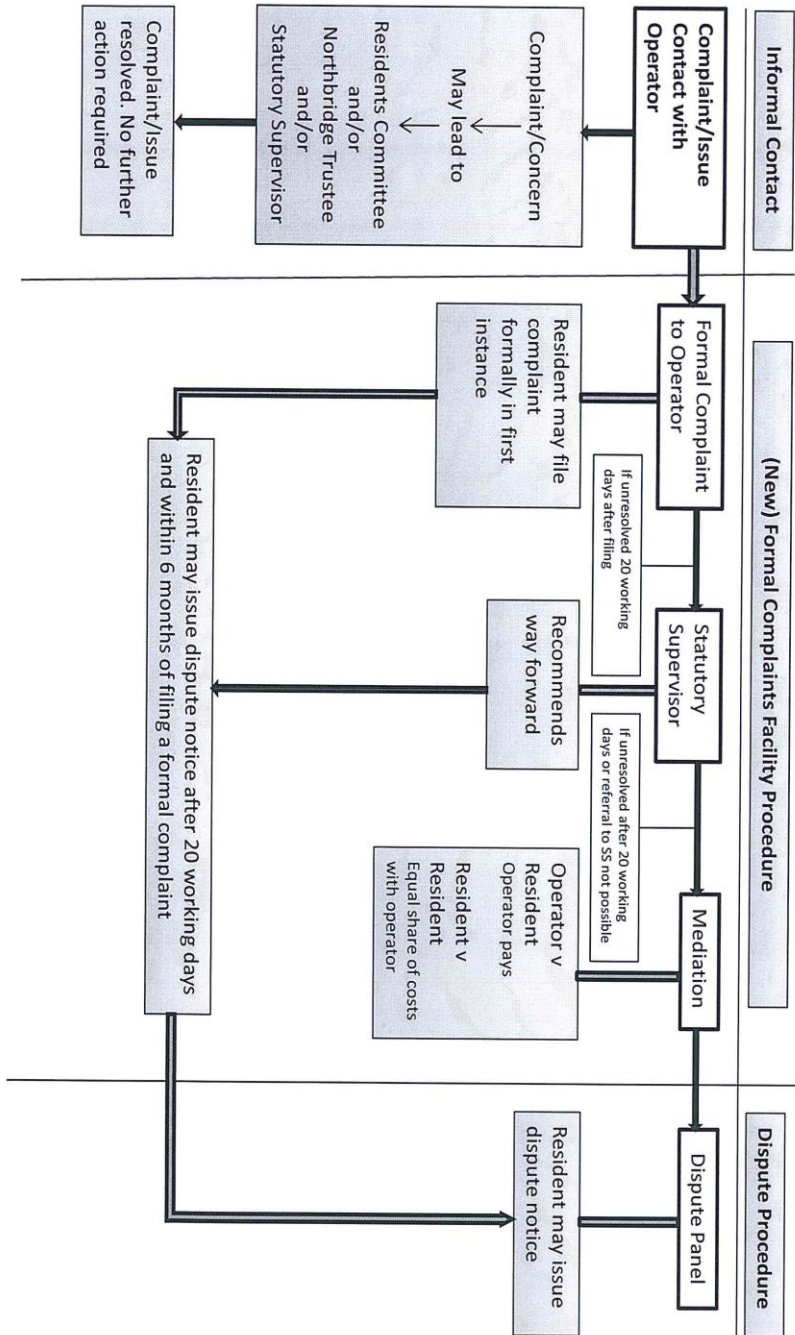 Informal Contact
Complaint/Issue
Contact with
Operator
Complaint/Concern
May lead to
Residents Committee
and/or
Northbridge Trustee
and/or
Statutory Supervisor
Complaint/Issue
resolved. No further
action required
(New) Formal Complaints Facility Procedure
Formal Complaint
to Operator
Resident may file
complaint
formally in first
instance
If unresolved 20 working
days after filing
Statutory
Supervisor
Recommends
way forward
If unresolved after 20 working
days or referral to SS not possible
Mediation
Operator v
Resident
Operator pays
Resident v
Resident
Equal share of costs
with operator
Resident may issue dispute notice after 20 working days
and within 6 months of filing a formal complaint
Dispute Procedure
Dispute Panel
Resident may issue
dispute notice